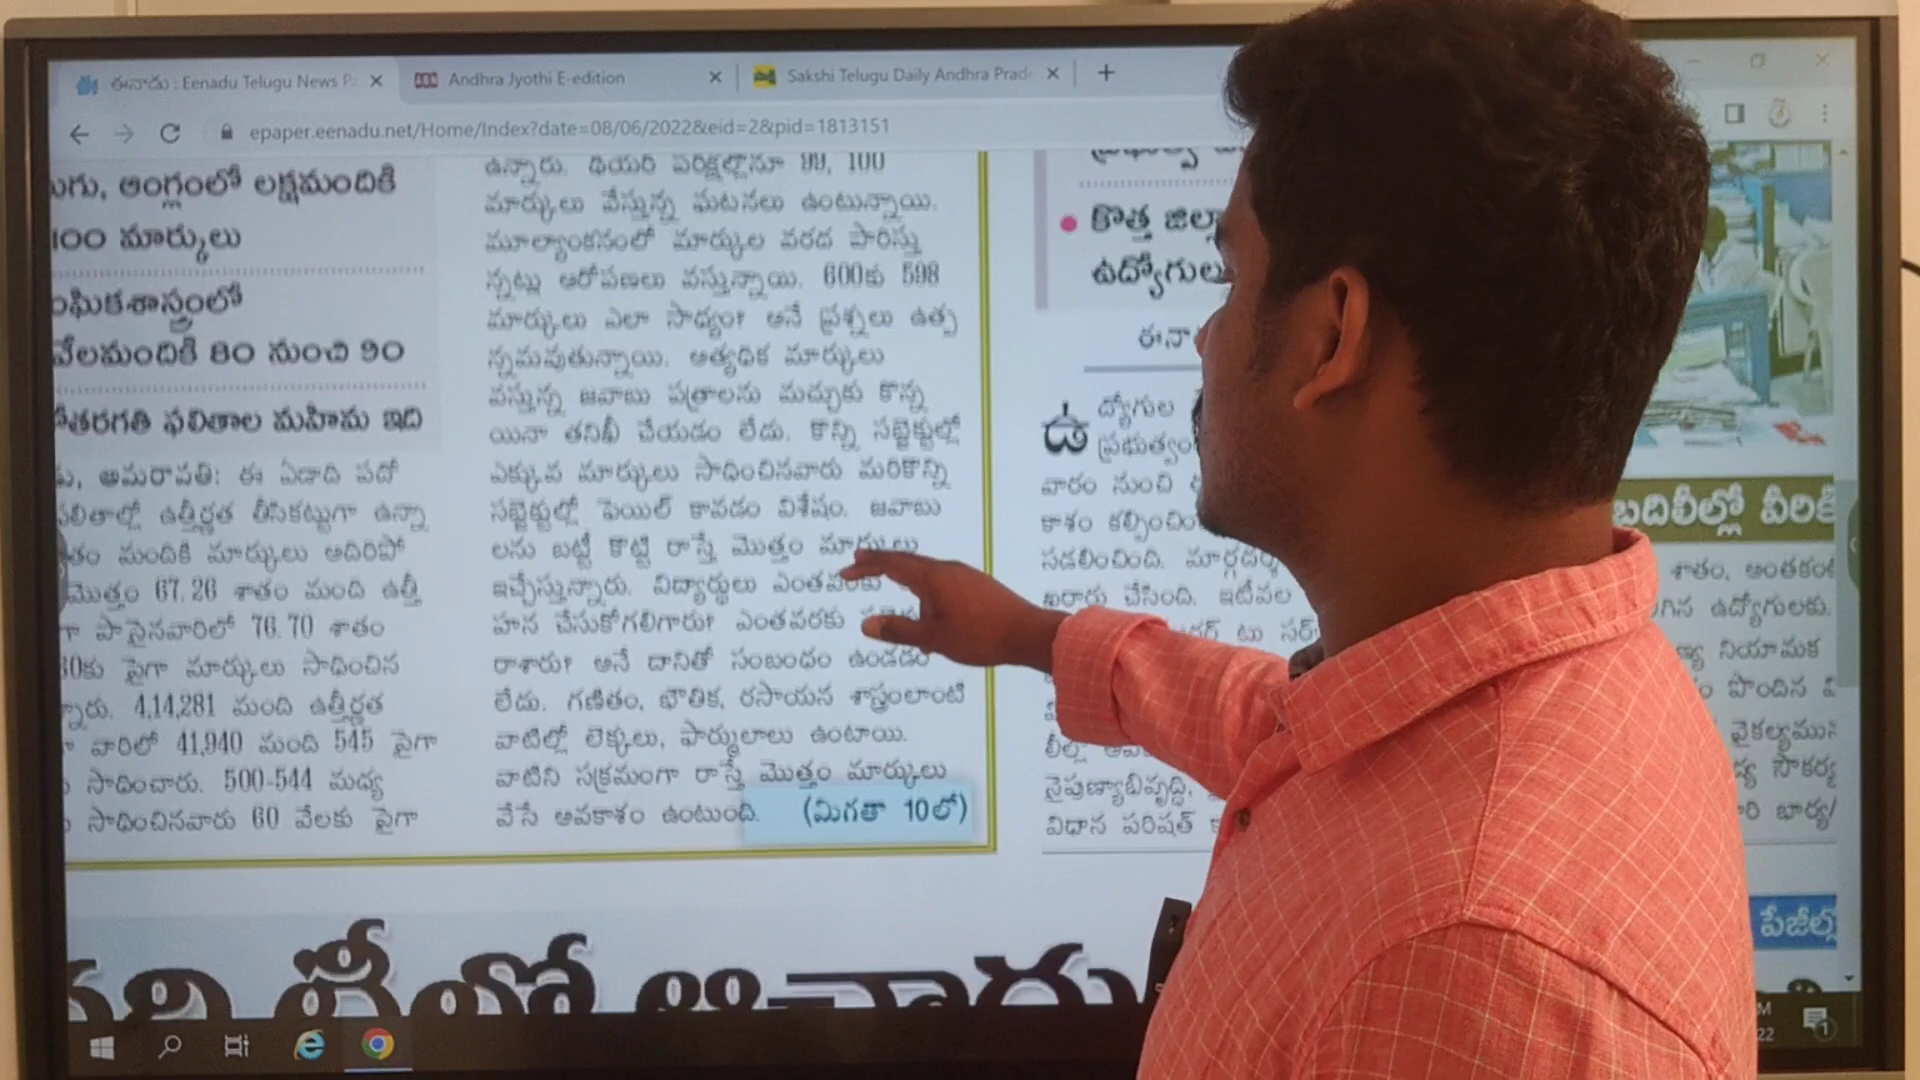 ఈనాడు : Eenadu Telugu News P
Andhra Jyothi E-edition
Sakshi Telugu Daily Andhra Prad
epaper.eenadu.net/Home/Index?date=08/06/2022&eid=2&pid=1813151
లుగు, ఆంగ్లంలో లక్షమందికి
100 మార్కులు
ంఘికశాస్త్రంలో
వేలమందికి 80 నుంచి 90
తరగతి ఫలితాల మహిమ ఇది
అమరావతి: ఈ ఏడాది పదో
ఫలితాల్లో ఉత్తీర్ణత తీసికట్టుగా ఉన్నా
తం మందికి మార్కులు అదిరిపో
మొత్తం 67.26 శాతం మంది ఉత్తీ
గా పాసైనవారిలో 76.70 శాతం
కు పైగా మార్కులు సాధించిన
న్నారు. 4,14,281 మంది ఉత్తీర్ణత
వారిలో 41,940 మంది 545 పైగా
సాధించారు. 500-544 మధ్య
సాధించినవారు 60 వేలకు పైగా
ఉన్నారు. థియరీ పరీక్షల్లోనూ 99, 100
మార్కులు వేస్తున్న ఘటనలు ఉంటున్నాయి.
మూల్యాంకనంలో మార్కుల వరద పారిస్తు
న్నట్లు ఆరోపణలు వస్తున్నాయి. 600కు 598
మార్కులు ఎలా సాధ్యం? అనే ప్రశ్నలు ఉత్ప
న్నమవుతున్నాయి. అత్యధిక మార్కులు
వస్తున్న జవాబు పత్రాలను మచ్చుకు కొన్న
యినా తనిఖీ చేయడం లేదు. కొన్ని సబ్జెక్టుల్లో
ఎక్కువ మార్కులు సాధించినవారు మరికొన్ని
సబ్జెక్టుల్లో ఫెయిల్ కావడం విశేషం. జవాబు
లను బట్టీ కొట్టి రాస్తే మొత్తం మార్కులు
ఇచ్చేస్తున్నారు. విద్యార్థులు ఎంతవరకు
హన చేసుకోగలిగారు? ఎంతవరకు
రాశారు? అనే దానితో సంబంధం ఉండడం
లేదు. గణితం, భౌతిక, రసాయన శాస్త్రంలాంటి
వాటిల్లో లెక్కలు, ఫార్ములాలు ఉంటాయి.
వాటిని సక్రమంగా రాస్తే మొత్తం మార్కులు
వేసే అవకాశం ఉంటుంది. (మిగతా 10లో)
కొత్త జిల్లా
ఉద్యోగుల
ఈనా
ఉద్యోగుల
ప్రభుత్వం
వారం నుంచి
కాశం కల్పించిం
సడలించింది. మార్గదర్శ
ఖరారు చేసింది. ఇటీవల
నైపుణ్యాభివృద్ధి,
విధాన పరిషత్
బదిలీల్లో వీరికి
శాతం, అంతకంటే
గిన ఉద్యోగులకు.
నియామక
పొందిన
వైకల్యమున
సౌకర్య
రి భార్య/
పేజీల్లో